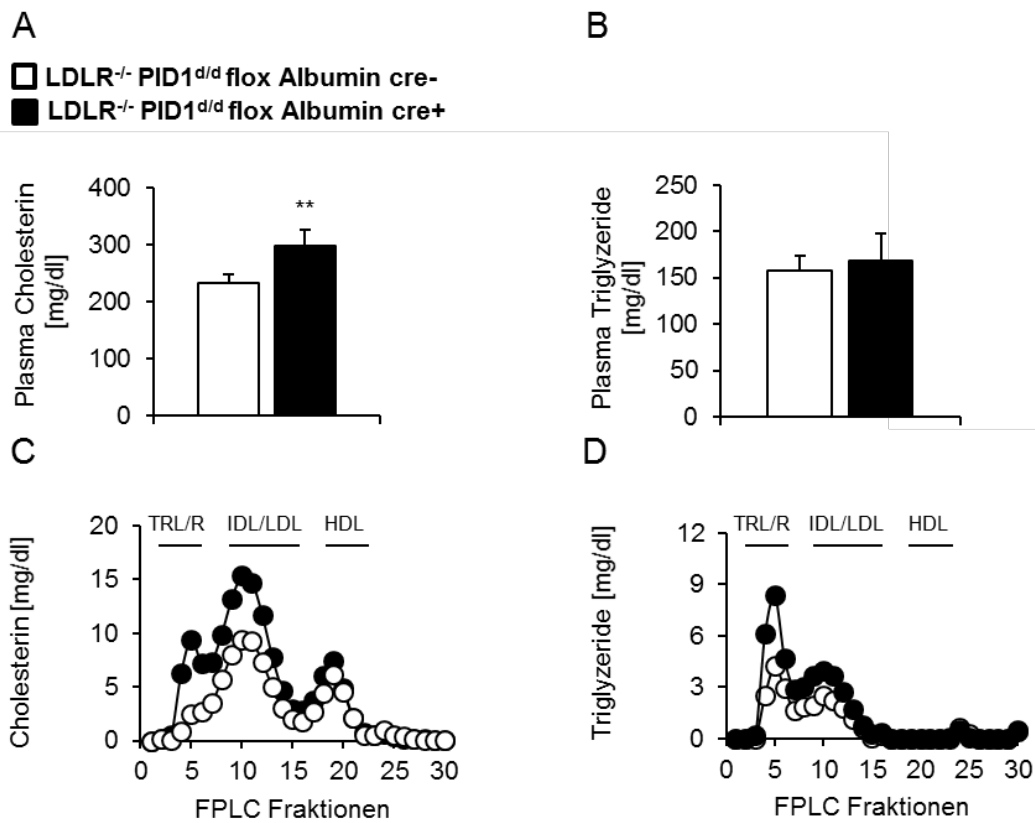 A
B
LDLR-/- PID1d/d flox Albumin cre-
LDLR-/- PID1d/d flox Albumin cre+
Plasma Cholesterin
[mg/dl]
400
300
200
100
0
**
Plasma Triglyzeride
[mg/dl]
250
200
150
100
50
0
C
D
Cholesterin [mg/dl]
20
15
10
5
0
TRL/R IDL/LDL HDL
0 5 10 15 20 25 30
FPLC Fraktionen
Triglyzeride [mg/dl]
12
9
6
3
0
TRL/R IDL/LDL HDL
0 5 10 15 20 25 30
FPLC Fraktionen